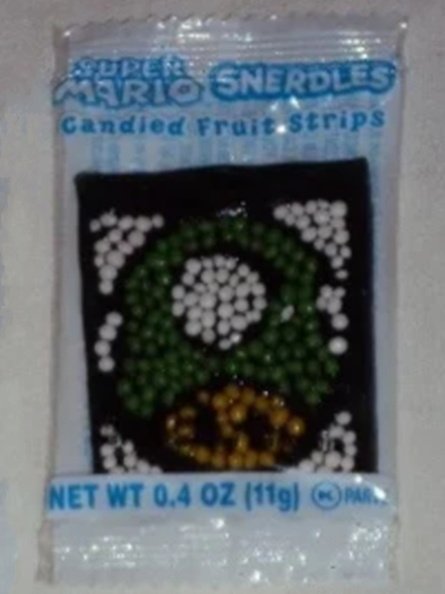 SUPER MARIO SNERDLES
Candied Fruit Strips
NET WT 0.4 OZ (11g) K